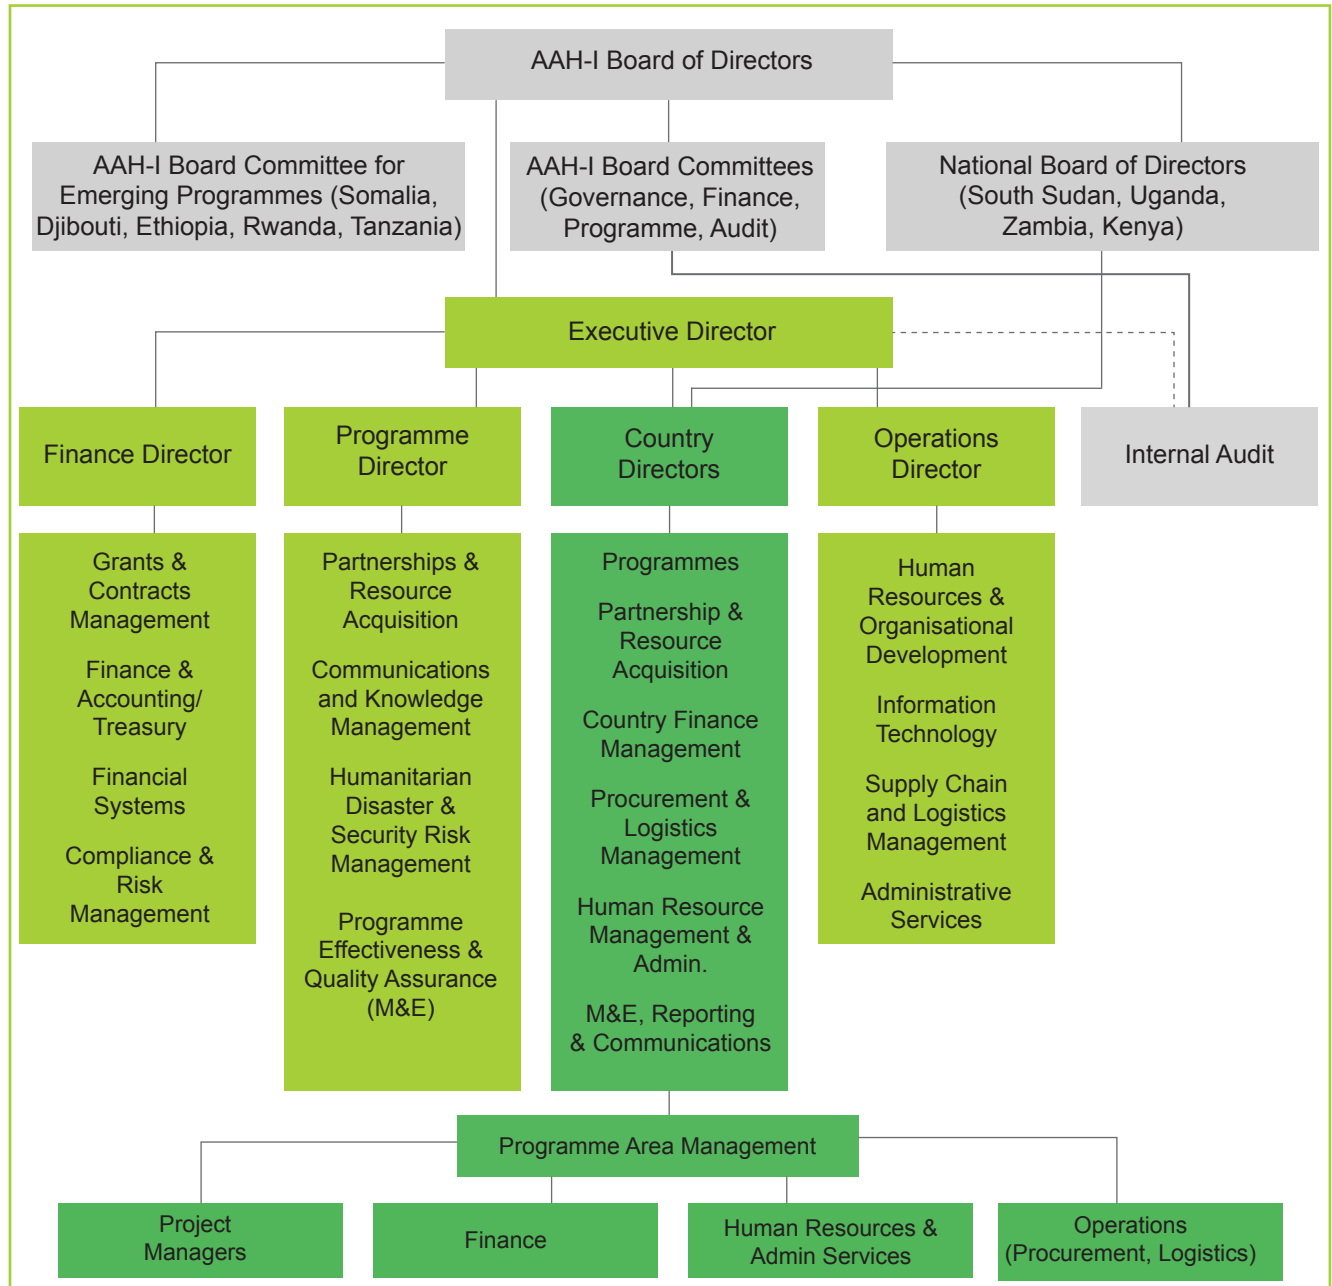 AAH-I Board of Directors
AAH-I Board Committee for
Emerging Programmes (Somalia,
Djibouti, Ethiopia, Rwanda, Tanzania)
AAH-I Board Committees
(Governance, Finance,
Programme, Audit)
National Board of Directors
(South Sudan, Uganda,
Zambia, Kenya)
Executive Director
Finance Director
Programme
Director
Country
Directors
Operations
Director
Internal Audit
Grants &
Contracts
Management
Finance &
Accounting/
Treasury
Financial
Systems
Compliance &
Risk
Management
Partnerships &
Resource
Acquisition
Communications
and Knowledge
Management
Humanitarian
Disaster &
Security Risk
Management
Programme
Effectiveness &
Quality Assurance
(M&E)
Programmes
Partnership &
Resource
Acquisition
Country Finance
Management
Procurement &
Logistics
Management
Human Resource
Management &
Admin.
M&E, Reporting
& Communications
Human
Resources &
Organisational
Development
Information
Technology
Supply Chain
and Logistics
Management
Administrative
Services
Programme Area Management
Project
Managers
Finance
Human Resources &
Admin Services
Operations
(Procurement, Logistics)